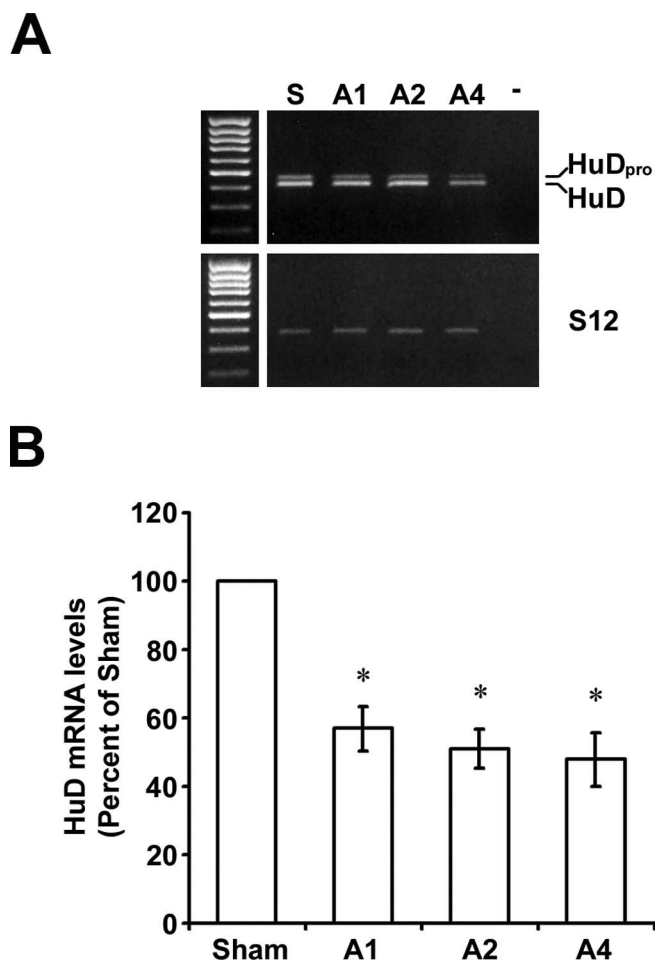 A
S A1 A2 A4 -
HuDpro
HuD
S12
B
HuD mRNA levels
(Percent of Sham)
120
100
80
60
40
20
0
* * *
Sham A1 A2 A4